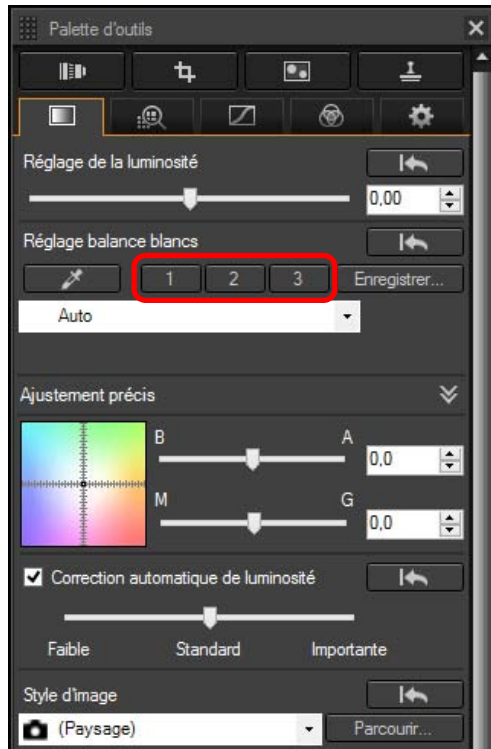 Palette d'outils
Réglage de la luminosité
0,00
Réglage balance blancs
1 2 3 Enregistrer...
Auto
Ajustement précis
B A
0,0
M G
0,0
Correction automatique de luminosité
Faible Standard Importante
Style d'image
(Paysage) Parcourir...